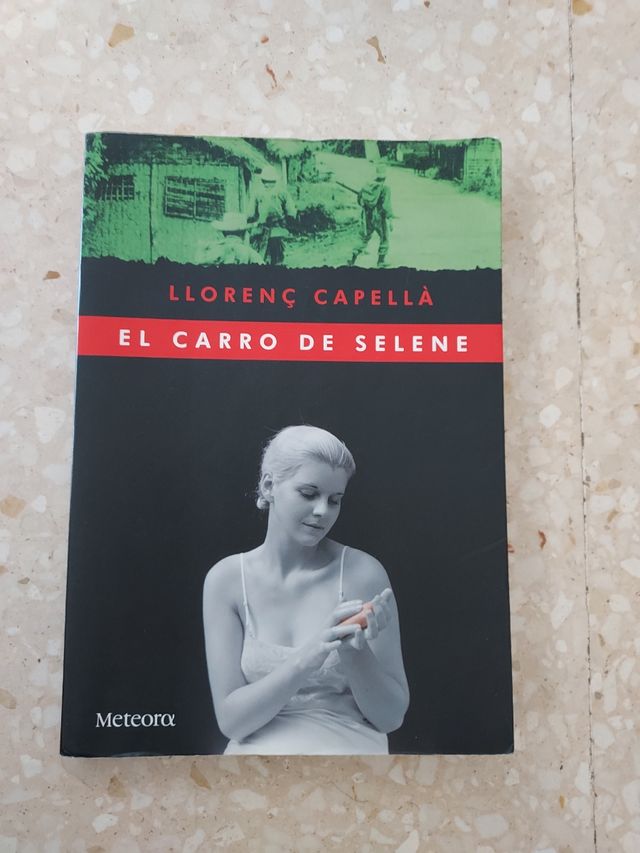 LLORENÇ CAPELLÀ
EL CARRO DE SELENE
Meteora